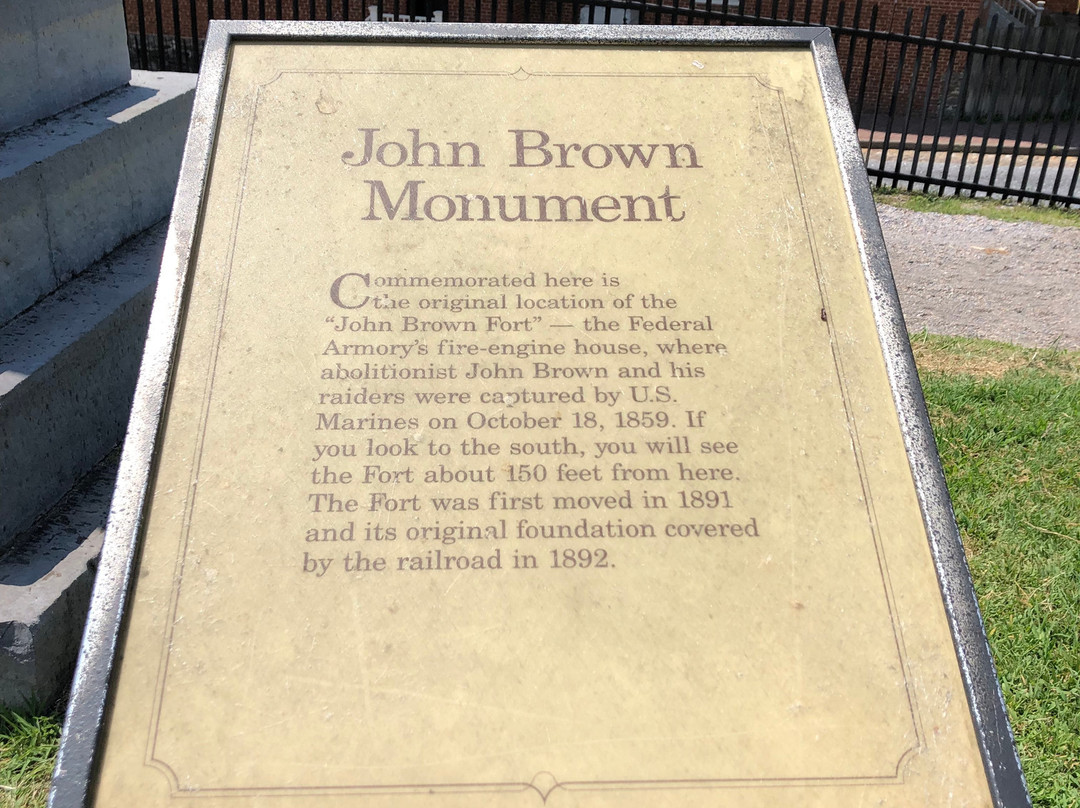 John Brown
Monument
Commemorated here is
the original location of the
“John Brown Fort” — the Federal
Armory’s fire-engine house, where
abolitionist John Brown and his
raiders were captured by U.S.
Marines on October 18, 1859. If
you look to the south, you will see
the Fort about 150 feet from here.
The Fort was first moved in 1891
and its original foundation covered
by the railroad in 1892.